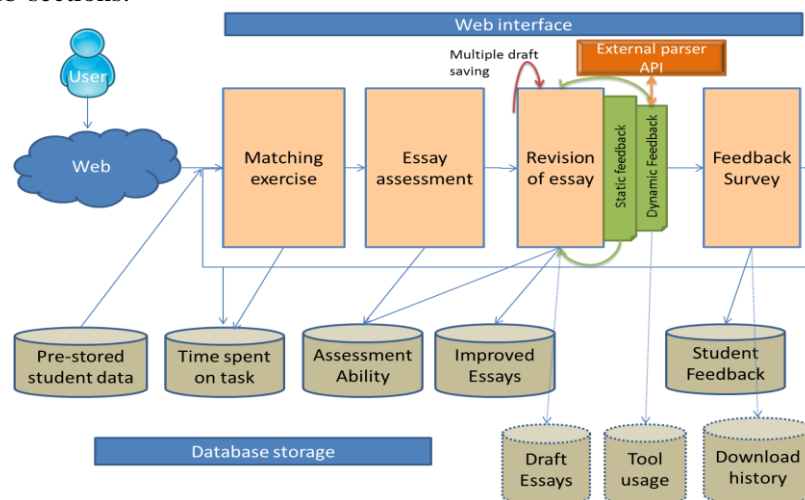 Web interface
User
Multiple draft
saving
External parser
API
Web
Matching
exercise
Essay
assessment
Revision
of essay
Static feedback
Dynamic Feedback
Feedback
Survey
Pre-stored
student data
Time spent
on task
Assessment
Ability
Improved
Essays
Student
Feedback
Database storage
Draft
Essays
Tool
usage
Download
history